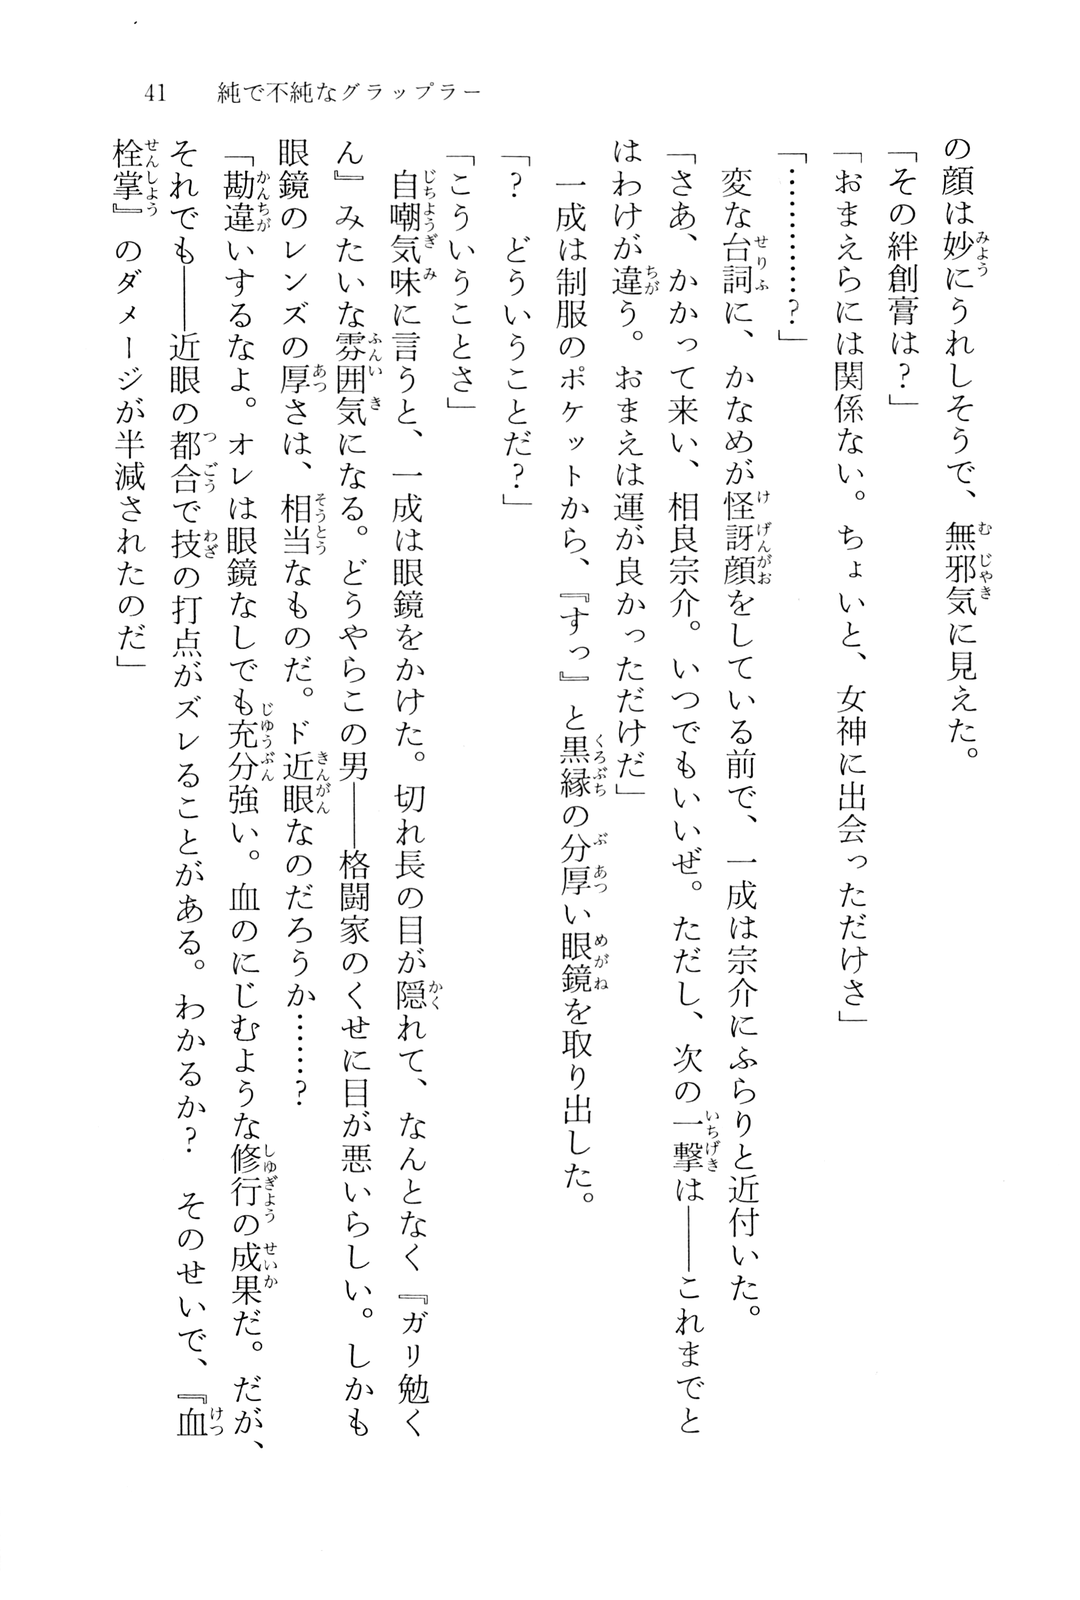 41　純で不純なグラップラー
の顔は妙にうれしそうで、無邪気に見えた。
「その絆創膏は？」
「おまえらには関係ない。ちょいと、女神に出会っただけさ」
「…………？」
　変な台詞に、かなめが怪訝顔をしている前で、一成は宗介にふらりと近付いた。
「さあ、かかって来い、相良宗介。いつでもいいぜ。ただし、次の一撃は――これまでと
はわけが違う。おまえは運が良かっただけだ」
　一成は制服のポケットから、『すっ』と黒縁の分厚い眼鏡を取り出した。
「？　どういうことだ？」
「こういうことさ」
　自嘲気味に言うと、一成は眼鏡をかけた。切れ長の目が隠れて、なんとなく『ガリ勉く
ん』みたいな雰囲気になる。どうやらこの男――格闘家のくせに目が悪いらしい。しかも
眼鏡のレンズの厚さは、相当なものだ。ド近眼なのだろうか……？
「勘違いするなよ。オレは眼鏡なしでも充分強い。血のにじむような修行の成果だ。だが、
それでも――近眼の都合で技の打点がズレることがある。わかるか？　そのせいで、『血
栓掌』のダメージが半減されたのだ」